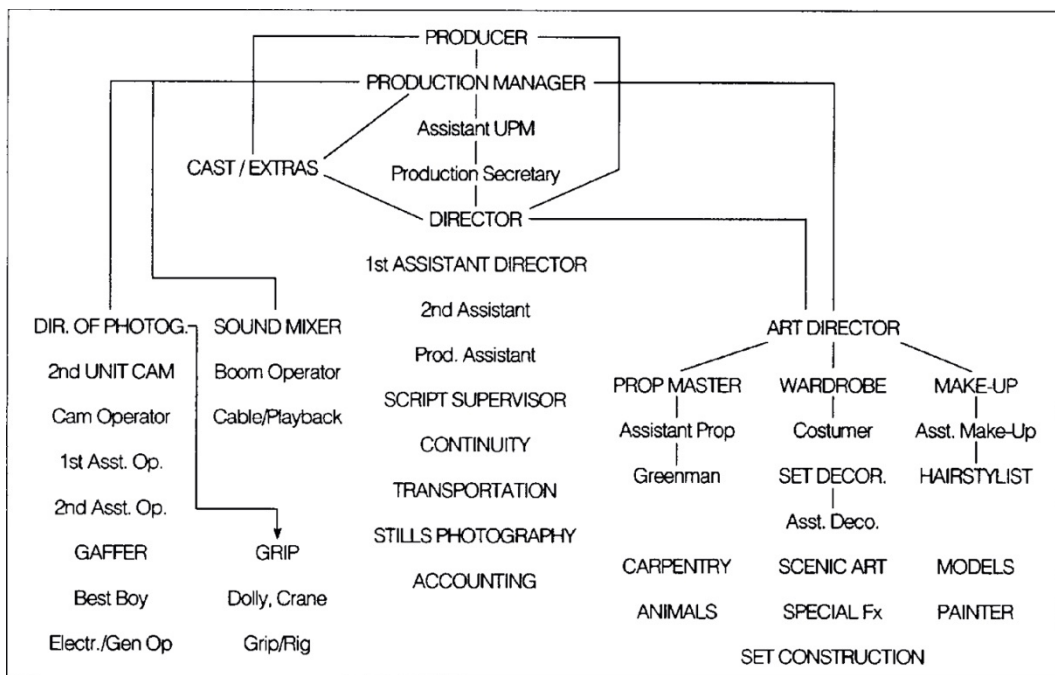 PRODUCER
PRODUCTION MANAGER
Assistant UPM
CAST / EXTRAS
Production Secretary
DIRECTOR
1st ASSISTANT DIRECTOR
2nd Assistant
Prod. Assistant
SCRIPT SUPERVISOR
CONTINUITY
TRANSPORTATION
STILLS PHOTOGRAPHY
ACCOUNTING
DIR. OF PHOTOG.
2nd UNIT CAM
Cam Operator
1st Asst. Op.
2nd Asst. Op.
GAFFER
Best Boy
Electr./Gen Op
SOUND MIXER
Boom Operator
Cable/Playback
GRIP
Dolly, Crane
Grip/Rig
ART DIRECTOR
PROP MASTER
Assistant Prop
Greenman
WARDROBE
Costumer
SET DECOR.
Asst. Deco.
MAKE-UP
Asst. Make-Up
HAIRSTYLIST
CARPENTRY
SCENIC ART
MODELS
ANIMALS
SPECIAL Fx
PAINTER
SET CONSTRUCTION